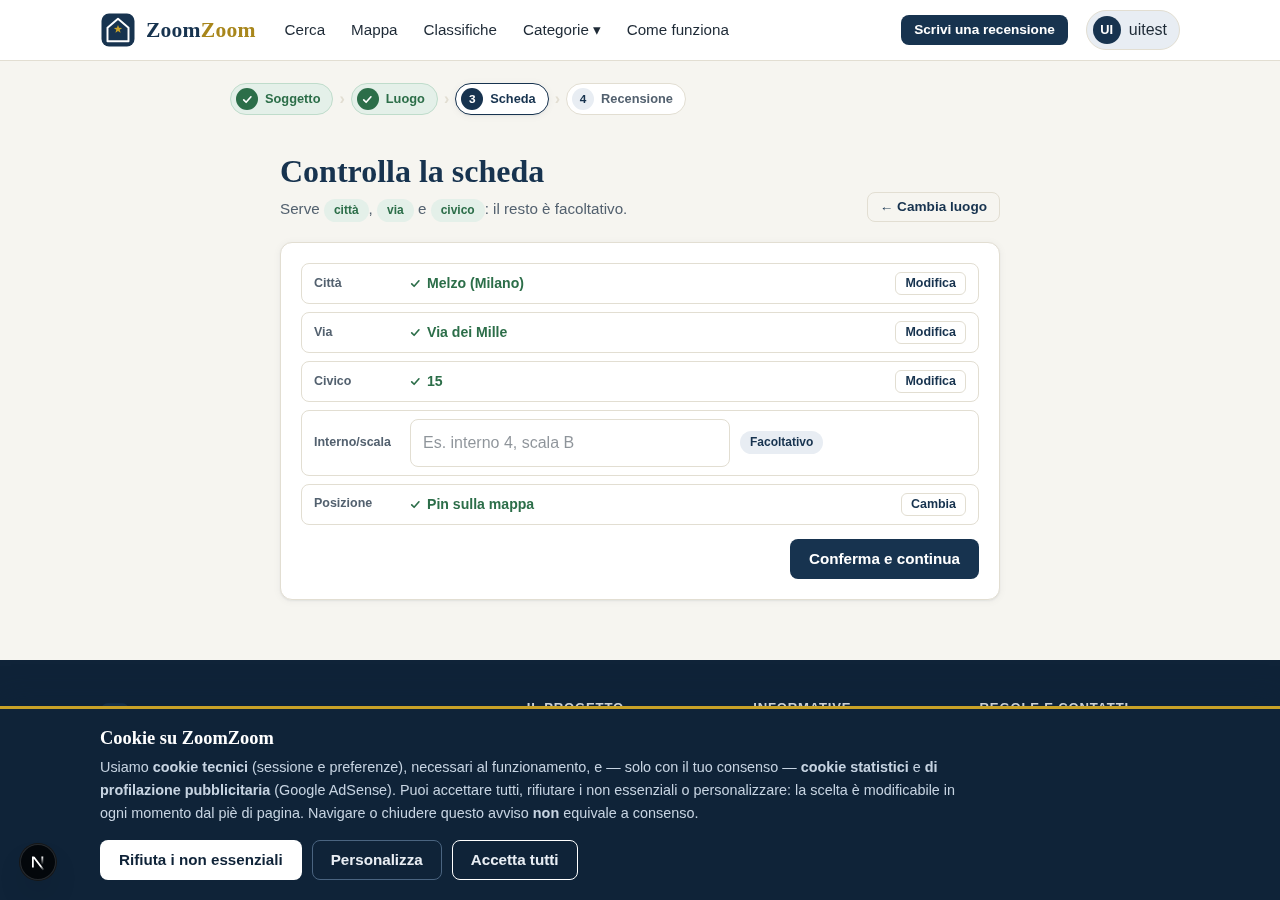 ZoomZoom
Cerca
Mappa
Classifiche
Categorie ▾
Come funziona
Scrivi una recensione
UI uitest
Soggetto › Luogo › 3 Scheda › 4 Recensione
Controlla la scheda
Serve città, via e civico: il resto è facoltativo.
← Cambia luogo
Città ✓ Melzo (Milano) Modifica
Via ✓ Via dei Mille Modifica
Civico ✓ 15 Modifica
Interno/scala Es. interno 4, scala B Facoltativo
Posizione ✓ Pin sulla mappa Cambia
Conferma e continua
IL PROGETTO INFORMATIVE REGOLE E CONTATTI
Cookie su ZoomZoom
Usiamo cookie tecnici (sessione e preferenze), necessari al funzionamento, e — solo con il tuo consenso — cookie statistici e di
profilazione pubblicitaria (Google AdSense). Puoi accettare tutti, rifiutare i non essenziali o personalizzare: la scelta è modificabile in
ogni momento dal piè di pagina. Navigare o chiudere questo avviso non equivale a consenso.
Rifiuta i non essenziali
Personalizza
Accetta tutti
N